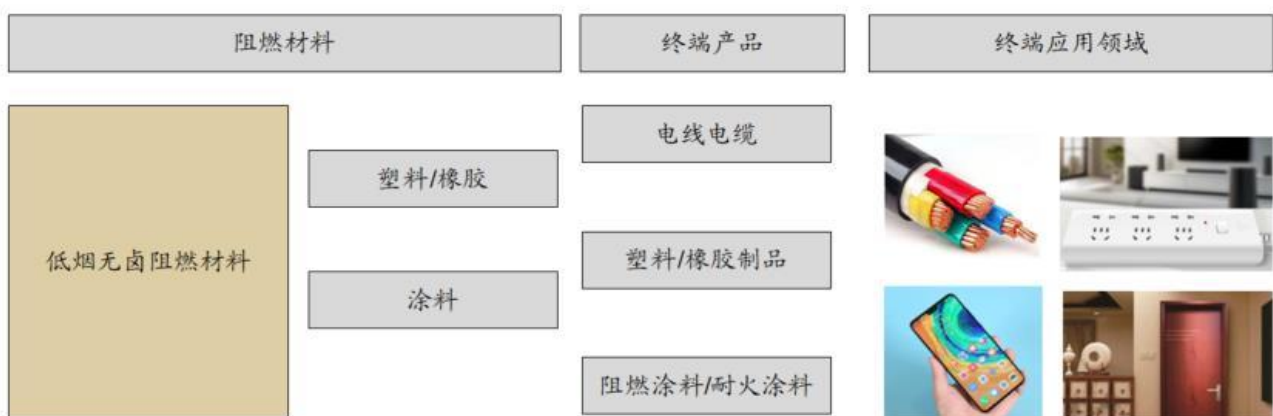 阻燃材料
终端产品
终端应用领域
低烟无卤阻燃材料
塑料/橡胶
涂料
电线电缆
塑料/橡胶制品
阻燃涂料/耐火涂料